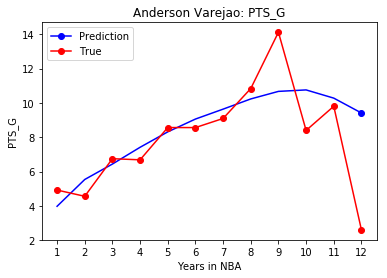 Anderson Varejao: PTS_G
Prediction
True
PTS_G
14
12
10
8
6
4
2
1 2 3 4 5 6 7 8 9 10 11 12
Years in NBA